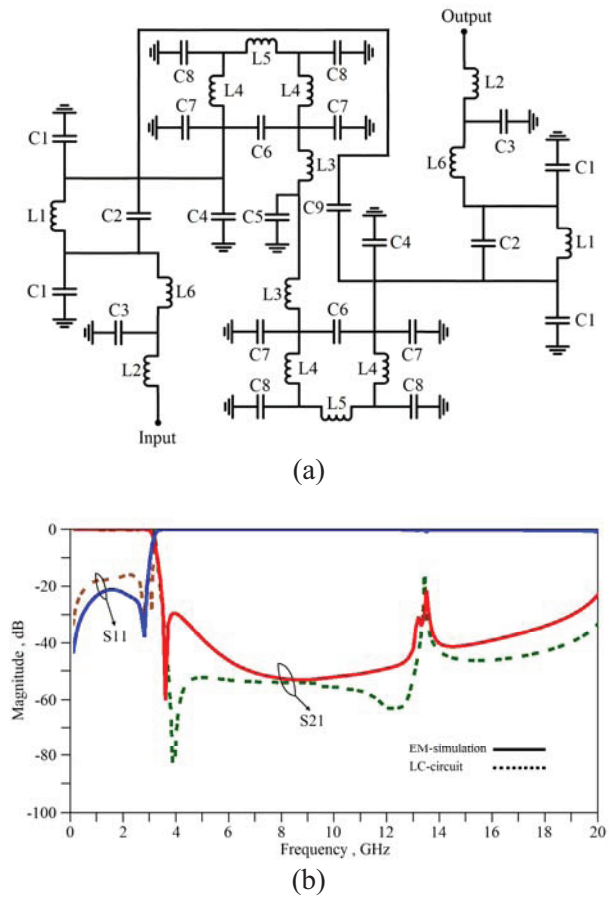 Output
C8 L5 C8
L2
L4 L4
C7 C7
C3
C1 C6
L6 C1
L3
L1 C2 C4 C5 C9 C4 C2 L1
C1 L6 L3 C6 C1
C3
C7 C7
L2 L4 L4
C8 C8
L5
Input
(a)
0
-20
-40
-60
-80
-100
Magnitude, dB
S11
S21
EM-simulation
LC-circuit
0 2 4 6 8 10 12 14 16 18 20
Frequency , GHz
(b)